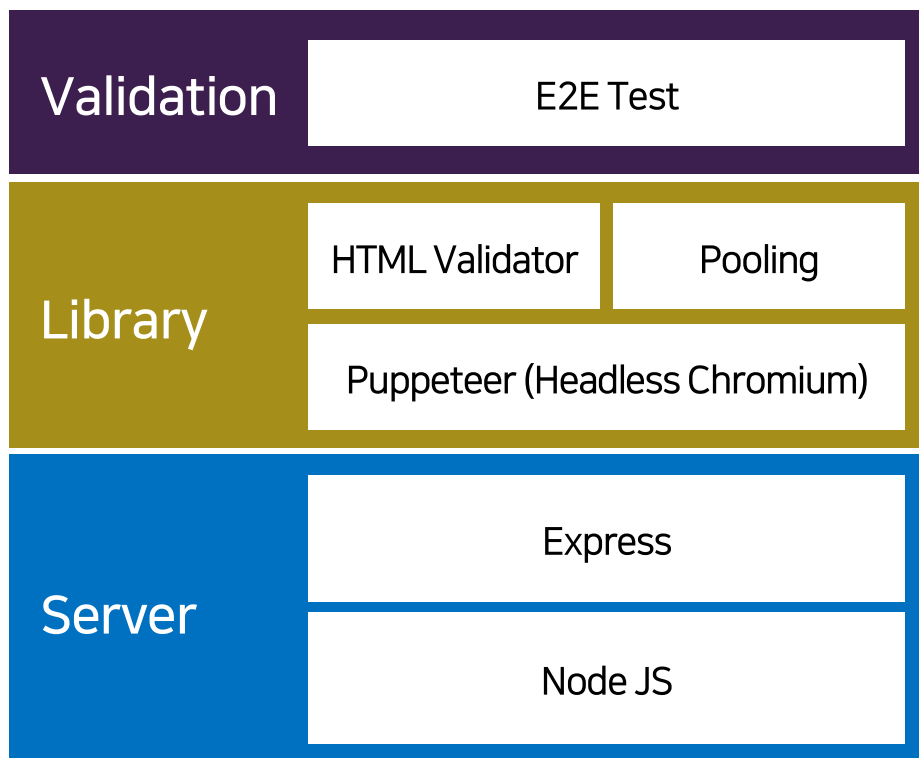 Validation
E2E Test
Library
HTML Validator
Pooling
Puppeteer (Headless Chromium)
Server
Express
Node JS